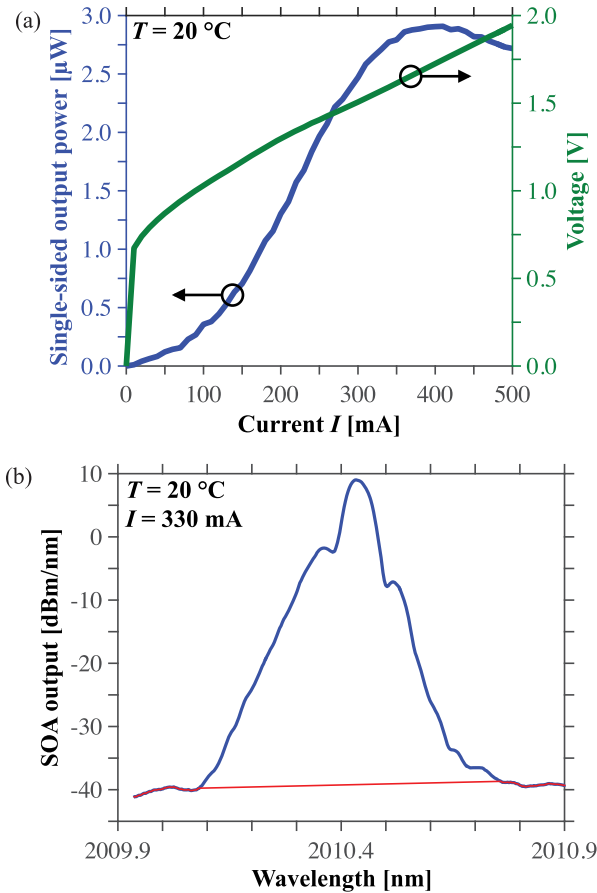 (a)
T = 20 °C
Single-sided output power [µW]
3.0
2.5
2.0
1.5
1.0
0.5
0.0
2.0
1.5
1.0
0.5
0.0
Voltage [V]
0 100 200 300 400 500
Current I [mA]
(b)
T = 20 °C
I = 330 mA
SOA output [dBm/nm]
10
0
-10
-20
-30
-40
2009.9 2010.4 2010.9
Wavelength [nm]